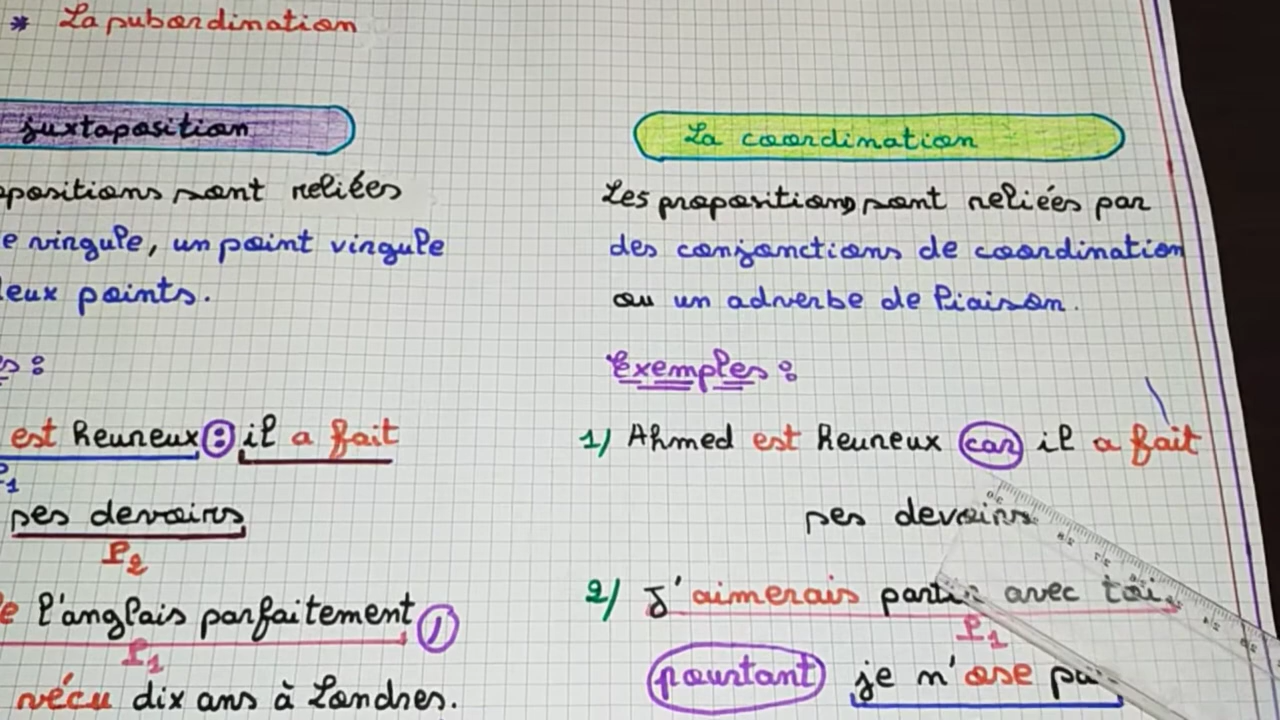 * La subordination
juxtaposition
positions sont reliées
e virgule, un point virgule
eux points.
s :
est heureux : il a fait
P1
ses devoirs
P2
e l'anglais parfaitement ;
P1
vécu dix ans à Londres.
La coordination
Les propositions sont reliées par
des conjonctions de coordination
ou un adverbe de liaison.
Exemples :
1) Ahmed est heureux car il a fait
ses devoirs
2) J'aimerais partir avec toi,
P1
pourtant je n'ose pa